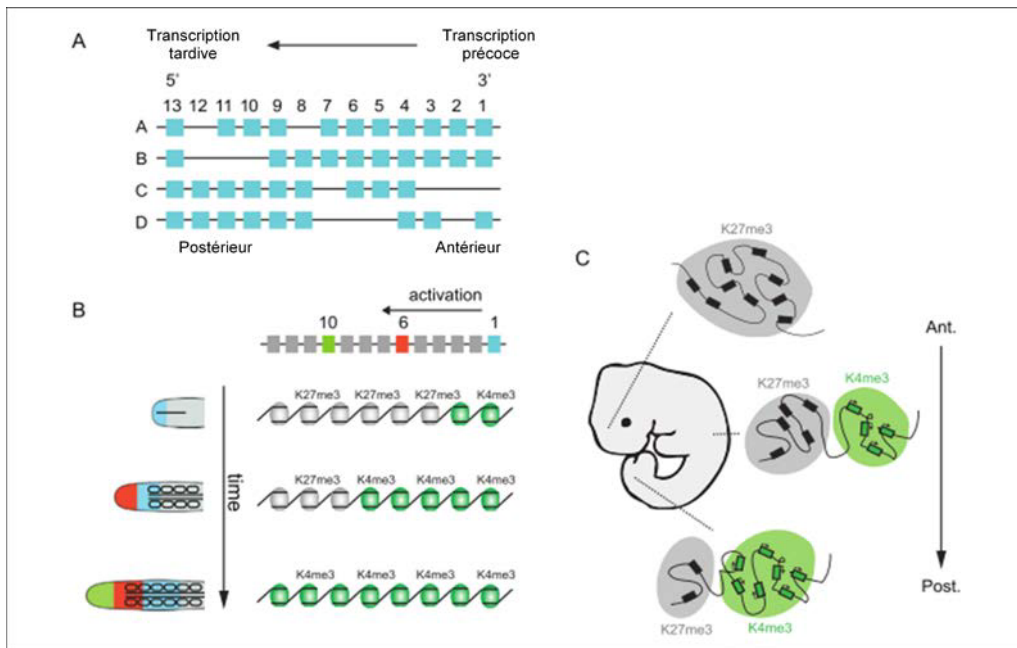 A
Transcription tardive
Transcription précoce
5'
3'
13 12 11 10 9 8 7 6 5 4 3 2 1
A
B
C
D
Postérieur
Antérieur
B
activation
10
6
1
K27me3 K27me3 K27me3 K4me3
time
K27me3 K4me3 K4me3 K4me3
K4me3 K4me3 K4me3 K4me3
C
K27me3
Ant.
K27me3
K4me3
Post.
K27me3
K4me3